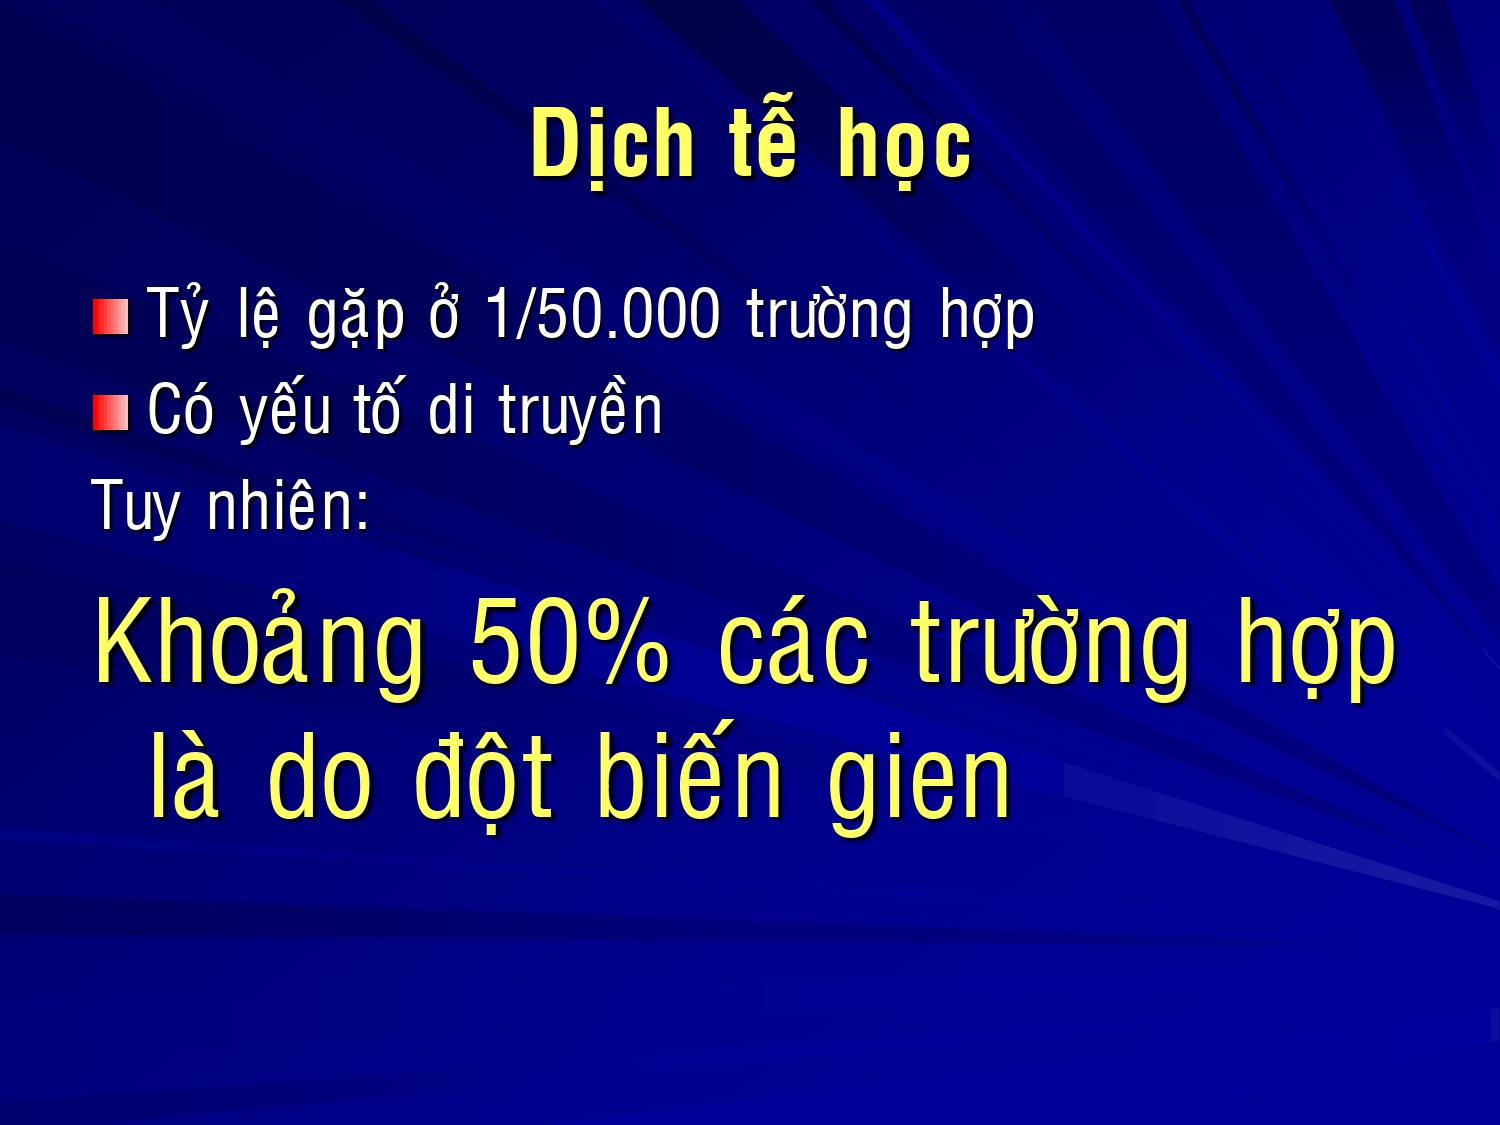 Dịch tễ học
Tỷ lệ gặp ở 1/50.000 trường hợp
Có yếu tố di truyền
Tuy nhiên:
Khoảng 50% các trường hợp
là do đột biến gien